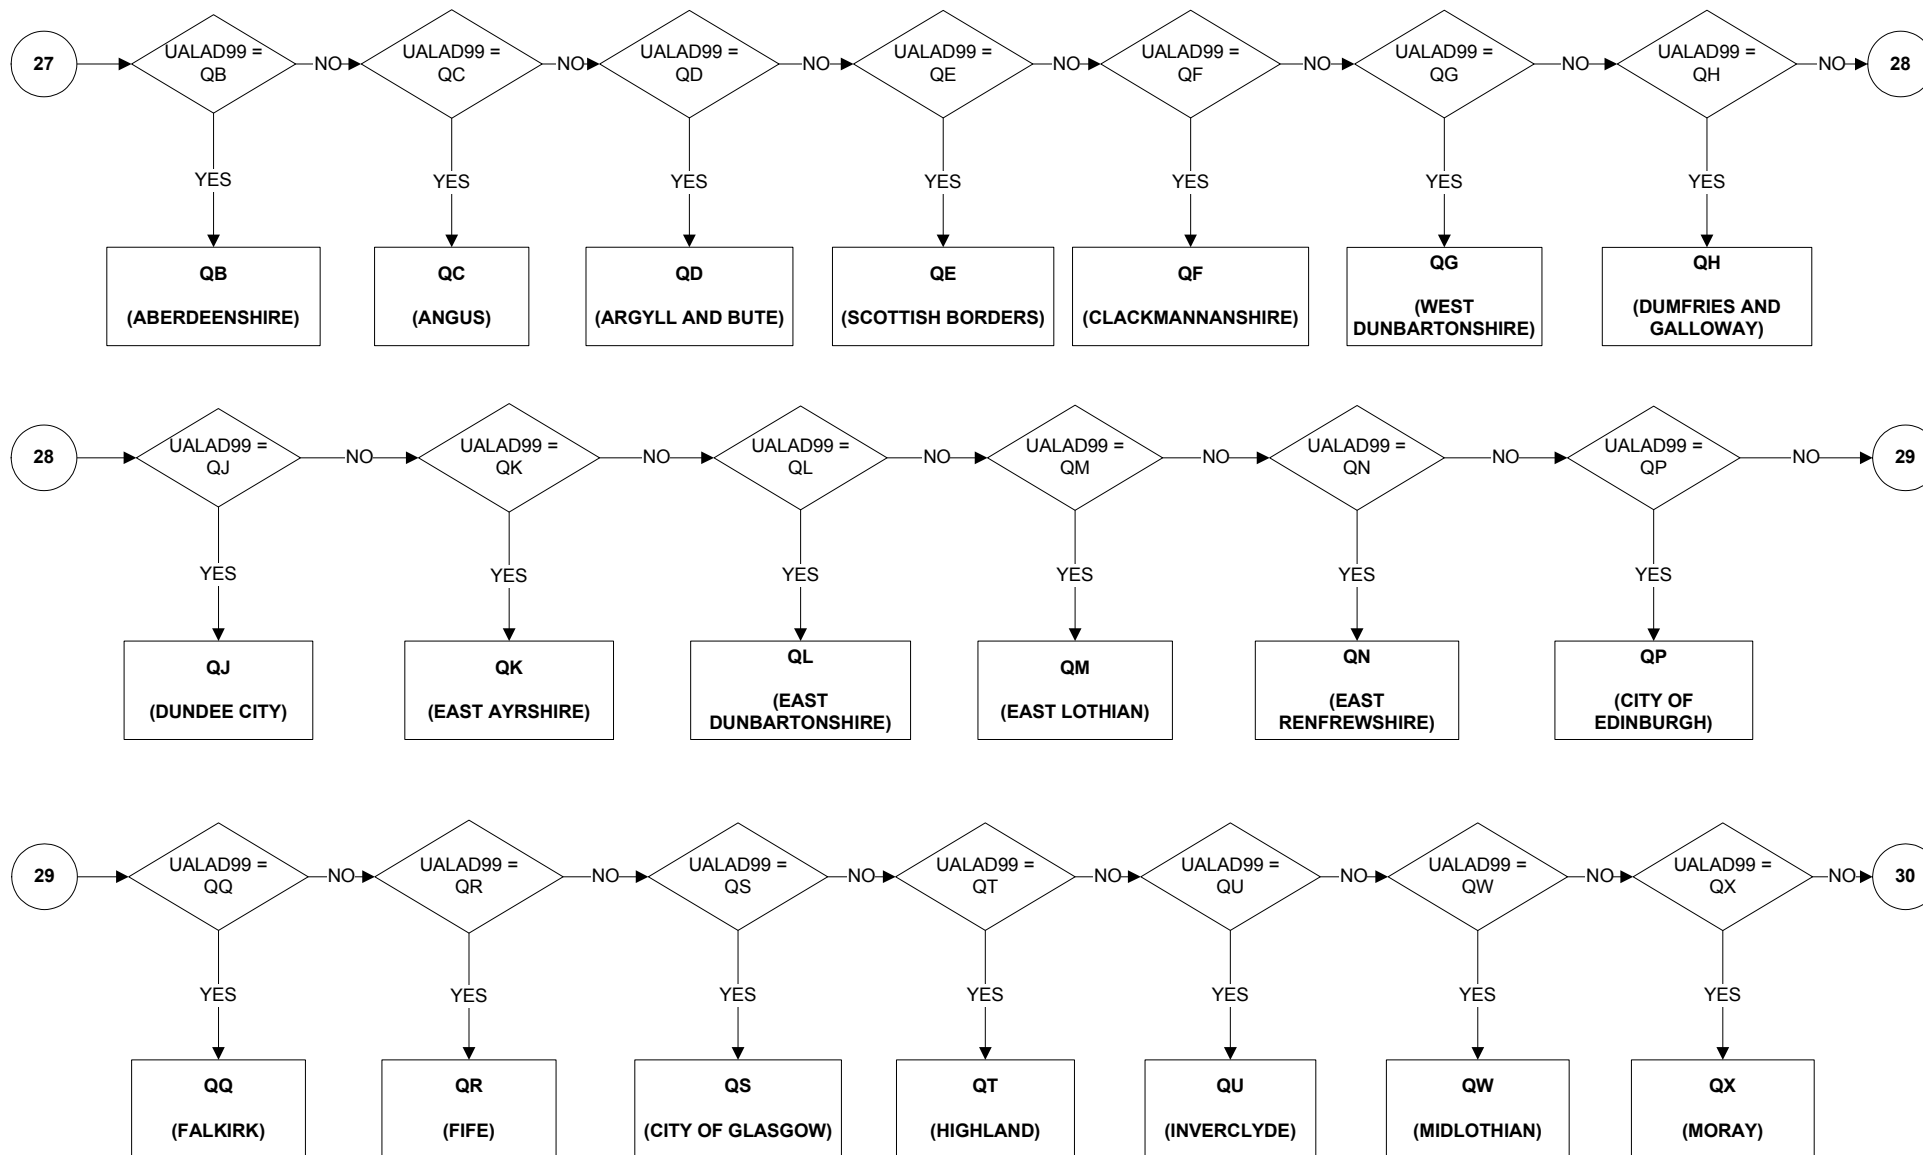 27
UALAD99 =
QB
NO
UALAD99 =
QC
NO
UALAD99 =
QD
NO
UALAD99 =
QE
NO
UALAD99 =
QF
NO
UALAD99 =
QG
NO
UALAD99 =
QH
NO
28
YES
YES
YES
YES
YES
YES
YES
QB
(ABERDEENSHIRE)
QC
(ANGUS)
QD
(ARGYLL AND BUTE)
QE
(SCOTTISH BORDERS)
QF
(CLACKMANNANSHIRE)
QG
(WEST
DUNBARTONSHIRE)
QH
(DUMFRIES AND
GALLOWAY)
28
UALAD99 =
QJ
NO
UALAD99 =
QK
NO
UALAD99 =
QL
NO
UALAD99 =
QM
NO
UALAD99 =
QN
NO
UALAD99 =
QP
NO
29
YES
YES
YES
YES
YES
YES
QJ
(DUNDEE CITY)
QK
(EAST AYRSHIRE)
QL
(EAST
DUNBARTONSHIRE)
QM
(EAST LOTHIAN)
QN
(EAST
RENFREWSHIRE)
QP
(CITY OF
EDINBURGH)
29
UALAD99 =
QQ
NO
UALAD99 =
QR
NO
UALAD99 =
QS
NO
UALAD99 =
QT
NO
UALAD99 =
QU
NO
UALAD99 =
QW
NO
UALAD99 =
QX
NO
30
YES
YES
YES
YES
YES
YES
YES
QQ
(FALKIRK)
QR
(FIFE)
QS
(CITY OF GLASGOW)
QT
(HIGHLAND)
QU
(INVERCLYDE)
QW
(MIDLOTHIAN)
QX
(MORAY)